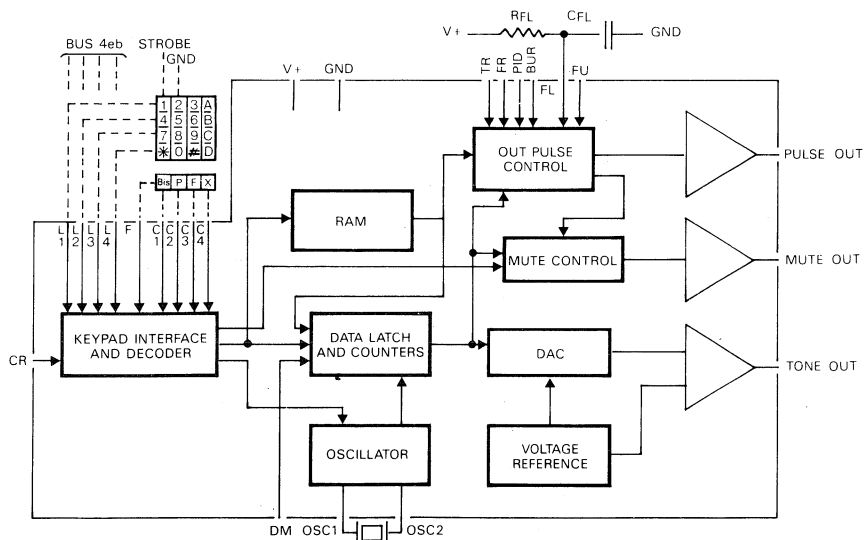 V+ RFL CFL GND
BUS 4eb STROBE
GND
V+ GND
TR FR PID BUR FL FU
1 2 3 A
4 5 6 B
7 8 9 C
* 0 # D
Bis P F X
OUT PULSE
CONTROL
PULSE OUT
RAM
L1 L2 L3 L4 F C1 C2 C3 C4
MUTE CONTROL
MUTE OUT
KEYPAD INTERFACE
AND DECODER
DATA LATCH
AND COUNTERS
DAC
CR
TONE OUT
OSCILLATOR
VOLTAGE
REFERENCE
DM OSC1 OSC2